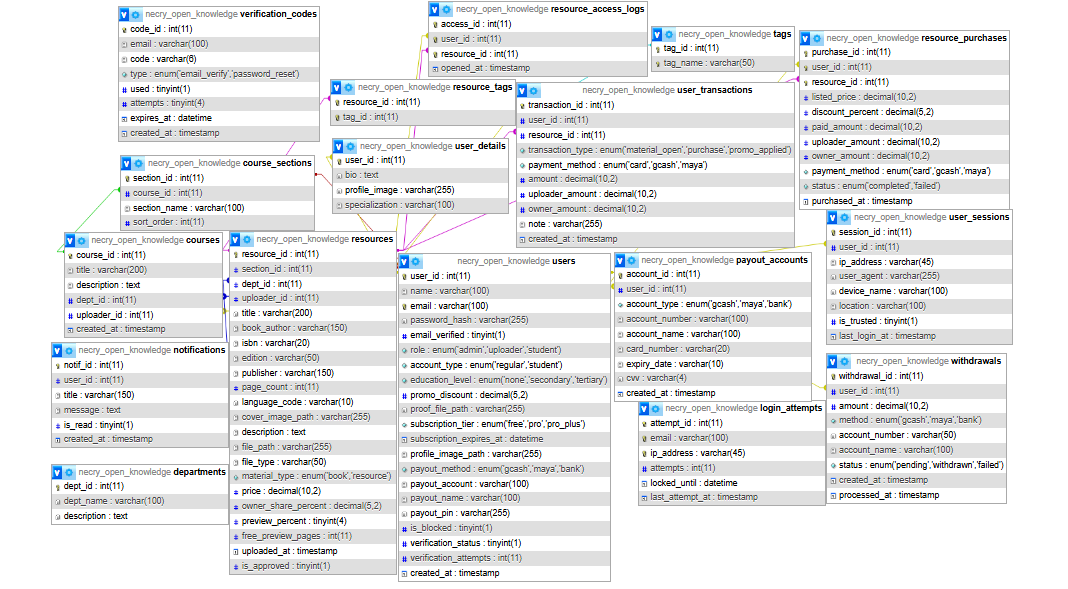 necry_open_knowledge verification_codes
code_id : int(11)
email : varchar(100)
code : varchar(6)
type : enum('email_verify','password_reset')
used : tinyint(1)
attempts : tinyint(4)
expires_at : datetime
created_at : timestamp
necry_open_knowledge resource_access_logs
access_id : int(11)
user_id : int(11)
resource_id : int(11)
opened_at : timestamp
necry_open_knowledge tags
tag_id : int(11)
tag_name : varchar(50)
necry_open_knowledge resource_purchases
purchase_id : int(11)
user_id : int(11)
resource_id : int(11)
listed_price : decimal(10,2)
discount_percent : decimal(5,2)
paid_amount : decimal(10,2)
uploader_amount : decimal(10,2)
owner_amount : decimal(10,2)
payment_method : enum('card','gcash','maya')
status : enum('completed','failed')
purchased_at : timestamp
necry_open_knowledge resource_tags
resource_id : int(11)
tag_id : int(11)
necry_open_knowledge user_transactions
transaction_id : int(11)
user_id : int(11)
resource_id : int(11)
transaction_type : enum('material_open','purchase','promo_applied')
payment_method : enum('card','gcash','maya')
amount : decimal(10,2)
uploader_amount : decimal(10,2)
owner_amount : decimal(10,2)
note : varchar(255)
created_at : timestamp
necry_open_knowledge user_details
user_id : int(11)
bio : text
profile_image : varchar(255)
specialization : varchar(100)
necry_open_knowledge course_sections
section_id : int(11)
course_id : int(11)
section_name : varchar(100)
sort_order : int(11)
necry_open_knowledge user_sessions
session_id : int(11)
user_id : int(11)
ip_address : varchar(45)
user_agent : varchar(255)
device_name : varchar(100)
location : varchar(100)
is_trusted : tinyint(1)
last_login_at : timestamp
necry_open_knowledge courses
course_id : int(11)
title : varchar(200)
description : text
dept_id : int(11)
uploader_id : int(11)
created_at : timestamp
necry_open_knowledge resources
resource_id : int(11)
section_id : int(11)
dept_id : int(11)
uploader_id : int(11)
title : varchar(200)
book_author : varchar(150)
isbn : varchar(20)
edition : varchar(50)
publisher : varchar(150)
page_count : int(11)
language_code : varchar(10)
cover_image_path : varchar(255)
description : text
file_path : varchar(255)
file_type : varchar(50)
material_type : enum('book','resource')
price : decimal(10,2)
owner_share_percent : decimal(5,2)
preview_percent : tinyint(4)
free_preview_pages : int(11)
uploaded_at : timestamp
is_approved : tinyint(1)
necry_open_knowledge users
user_id : int(11)
name : varchar(100)
email : varchar(100)
password_hash : varchar(255)
email_verified : tinyint(1)
role : enum('admin','uploader','student')
account_type : enum('regular','student')
education_level : enum('none','secondary','tertiary')
promo_discount : decimal(5,2)
proof_file_path : varchar(255)
subscription_tier : enum('free','pro','pro_plus')
subscription_expires_at : datetime
profile_image_path : varchar(255)
payout_method : enum('gcash','maya','bank')
payout_account : varchar(100)
payout_name : varchar(100)
payout_pin : varchar(255)
is_blocked : tinyint(1)
verification_status : tinyint(1)
verification_attempts : int(11)
created_at : timestamp
necry_open_knowledge payout_accounts
account_id : int(11)
user_id : int(11)
account_type : enum('gcash','maya','bank')
account_number : varchar(100)
account_name : varchar(100)
card_number : varchar(20)
expiry_date : varchar(10)
cvv : varchar(4)
created_at : timestamp
necry_open_knowledge notifications
notif_id : int(11)
user_id : int(11)
title : varchar(150)
message : text
is_read : tinyint(1)
created_at : timestamp
necry_open_knowledge withdrawals
withdrawal_id : int(11)
user_id : int(11)
amount : decimal(10,2)
method : enum('gcash','maya','bank')
account_number : varchar(50)
account_name : varchar(100)
status : enum('pending','withdrawn','failed')
created_at : timestamp
processed_at : timestamp
necry_open_knowledge login_attempts
attempt_id : int(11)
email : varchar(100)
ip_address : varchar(45)
attempts : int(11)
locked_until : datetime
last_attempt_at : timestamp
necry_open_knowledge departments
dept_id : int(11)
dept_name : varchar(100)
description : text